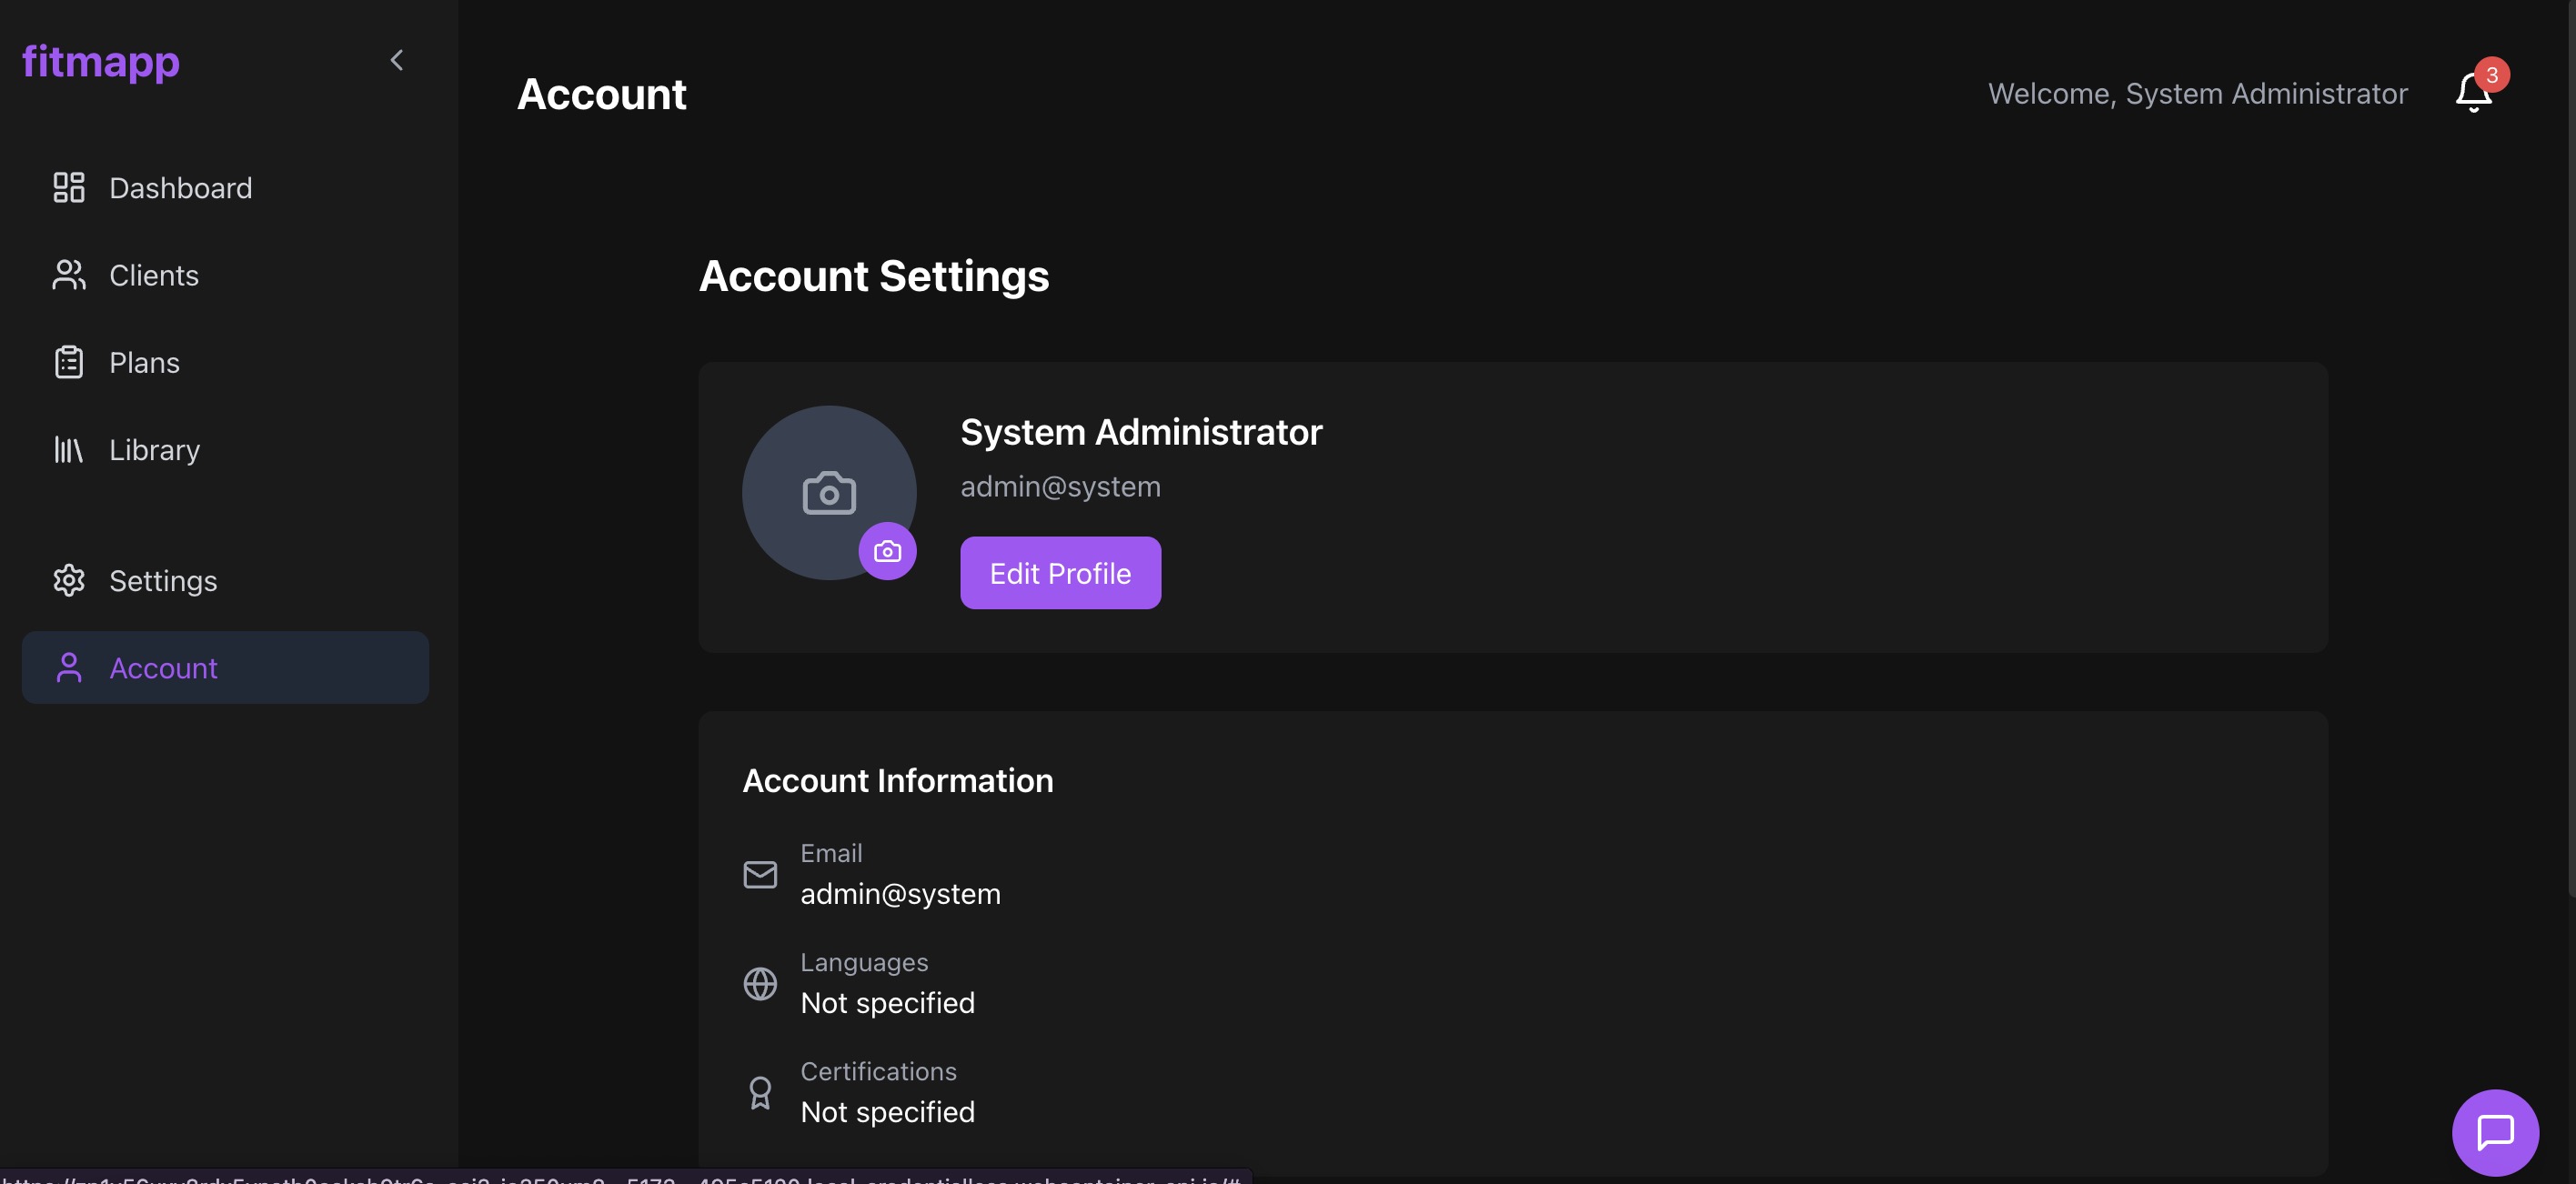 fitmapp
Dashboard
Clients
Plans
Library
Settings
Account
Account
Welcome, System Administrator
3
Account Settings
System Administrator
admin@system
Edit Profile
Account Information
Email
admin@system
Languages
Not specified
Certifications
Not specified